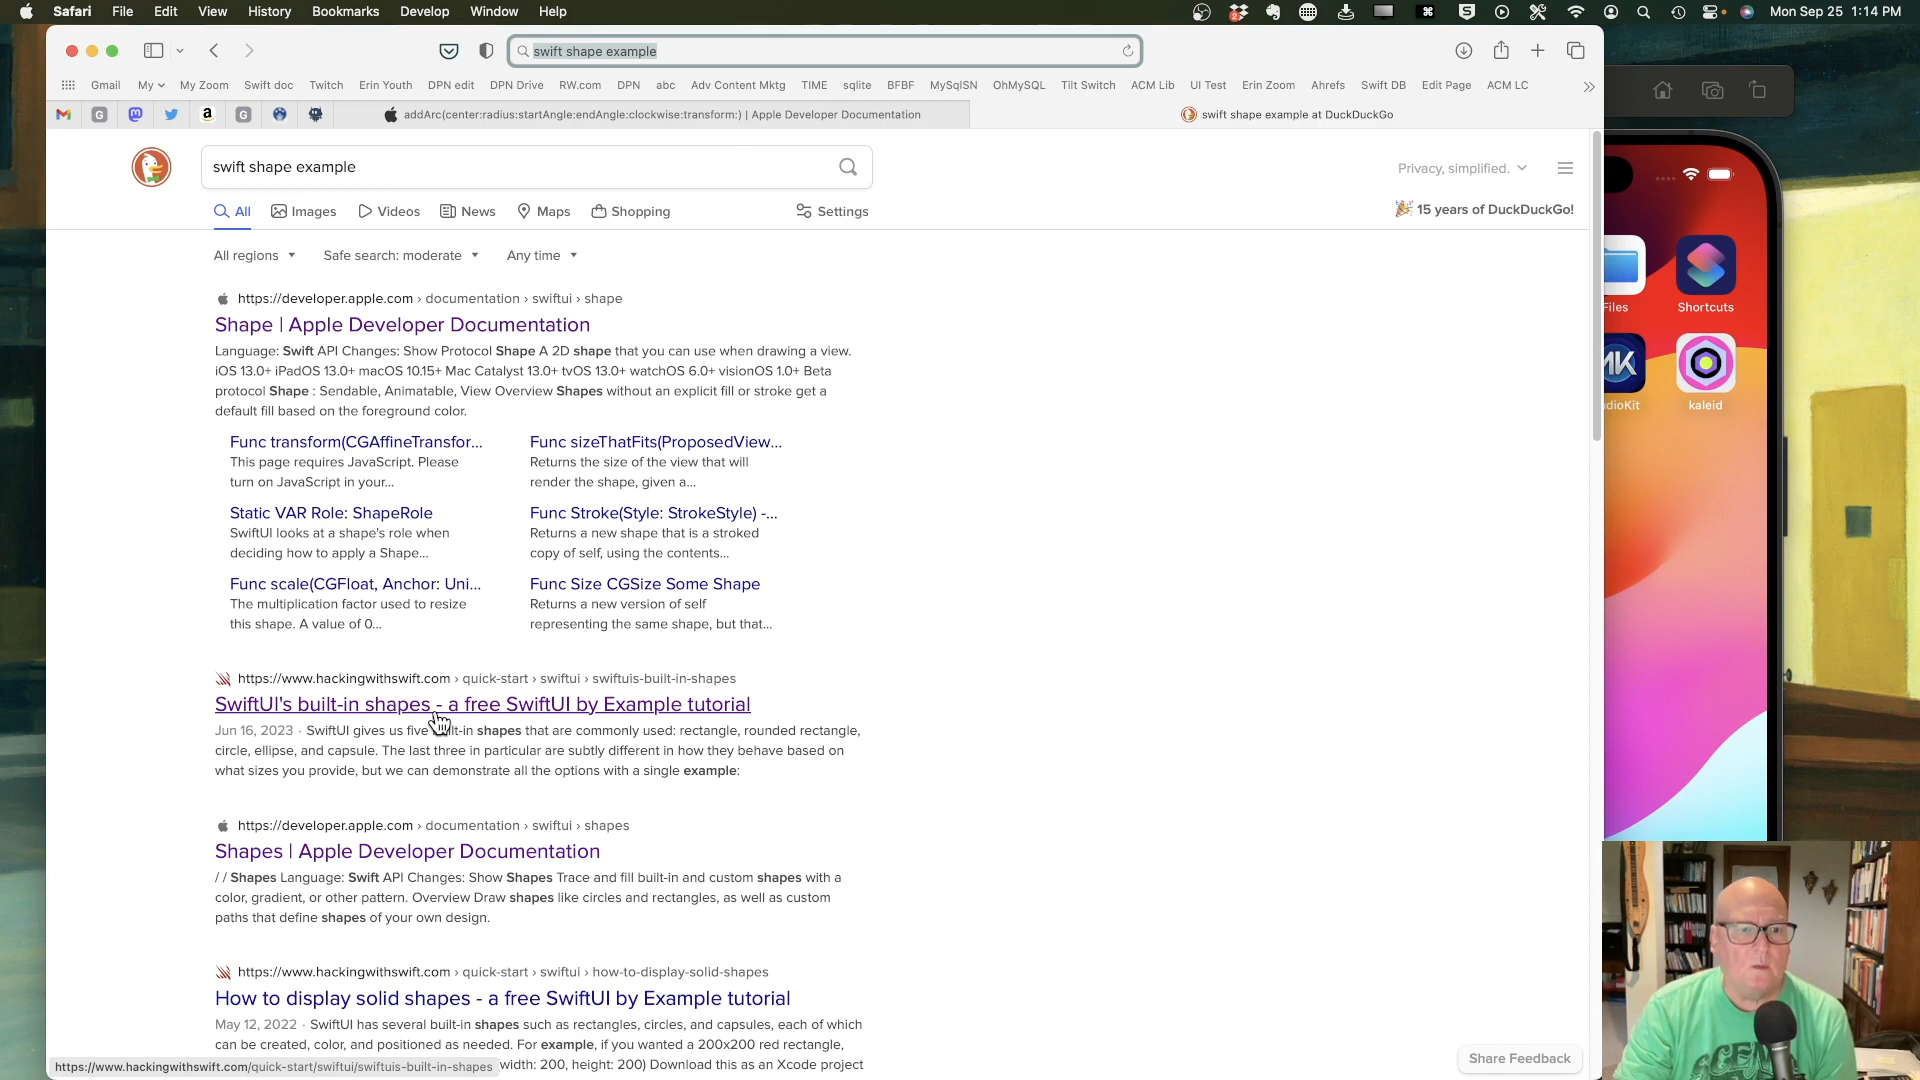 Safari File Edit View History Bookmarks Develop Window Help
Mon Sep 25 1:14 PM
swift shape example
Gmail My My Zoom Swift doc Twitch Erin Youth DPN edit DPN Drive RW.com DPN abc Adv Content Mktg TIME sqlite BFBF MySqlSN OhMySQL Tilt Switch ACM Lib UI Test Erin Zoom Ahrefs Swift DB Edit Page ACM LC
addArc(center:radius:startAngle:endAngle:clockwise:transform:) | Apple Developer Documentation
swift shape example at DuckDuckGo
swift shape example
Privacy, simplified.
All Images Videos News Maps Shopping Settings
15 years of DuckDuckGo!
All regions Safe search: moderate Any time
https://developer.apple.com › documentation › swiftui › shape
Shape | Apple Developer Documentation
Language: Swift API Changes: Show Protocol Shape A 2D shape that you can use when drawing a view.
iOS 13.0+ iPadOS 13.0+ macOS 10.15+ Mac Catalyst 13.0+ tvOS 13.0+ watchOS 6.0+ visionOS 1.0+ Beta
protocol Shape : Sendable, Animatable, View Overview Shapes without an explicit fill or stroke get a
default fill based on the foreground color.
Func transform(CGAffineTransfor...
This page requires JavaScript. Please
turn on JavaScript in your...
Func sizeThatFits(ProposedView...
Returns the size of the view that will
render the shape, given a...
Static VAR Role: ShapeRole
SwiftUI looks at a shape's role when
deciding how to apply a Shape...
Func Stroke(Style: StrokeStyle) -...
Returns a new shape that is a stroked
copy of self, using the contents...
Func scale(CGFloat, Anchor: Uni...
The multiplication factor used to resize
this shape. A value of 0...
Func Size CGSize Some Shape
Returns a new version of self
representing the same shape, but that...
https://www.hackingwithswift.com › quick-start › swiftui › swiftuis-built-in-shapes
SwiftUI's built-in shapes - a free SwiftUI by Example tutorial
Jun 16, 2023 · SwiftUI gives us five lt-in shapes that are commonly used: rectangle, rounded rectangle,
circle, ellipse, and capsule. The last three in particular are subtly different in how they behave based on
what sizes you provide, but we can demonstrate all the options with a single example:
https://developer.apple.com › documentation › swiftui › shapes
Shapes | Apple Developer Documentation
/ / Shapes Language: Swift API Changes: Show Shapes Trace and fill built-in and custom shapes with a
color, gradient, or other pattern. Overview Draw shapes like circles and rectangles, as well as custom
paths that define shapes of your own design.
https://www.hackingwithswift.com › quick-start › swiftui › how-to-display-solid-shapes
How to display solid shapes - a free SwiftUI by Example tutorial
May 12, 2022 · SwiftUI has several built-in shapes such as rectangles, circles, and capsules, each of which
can be created, color, and positioned as needed. For example, if you wanted a 200x200 red rectangle,
width: 200, height: 200) Download this as an Xcode project
https://www.hackingwithswift.com/quick-start/swiftui/swiftuis-built-in-shapes
Share Feedback
Files Shortcuts
dioKit kaleid